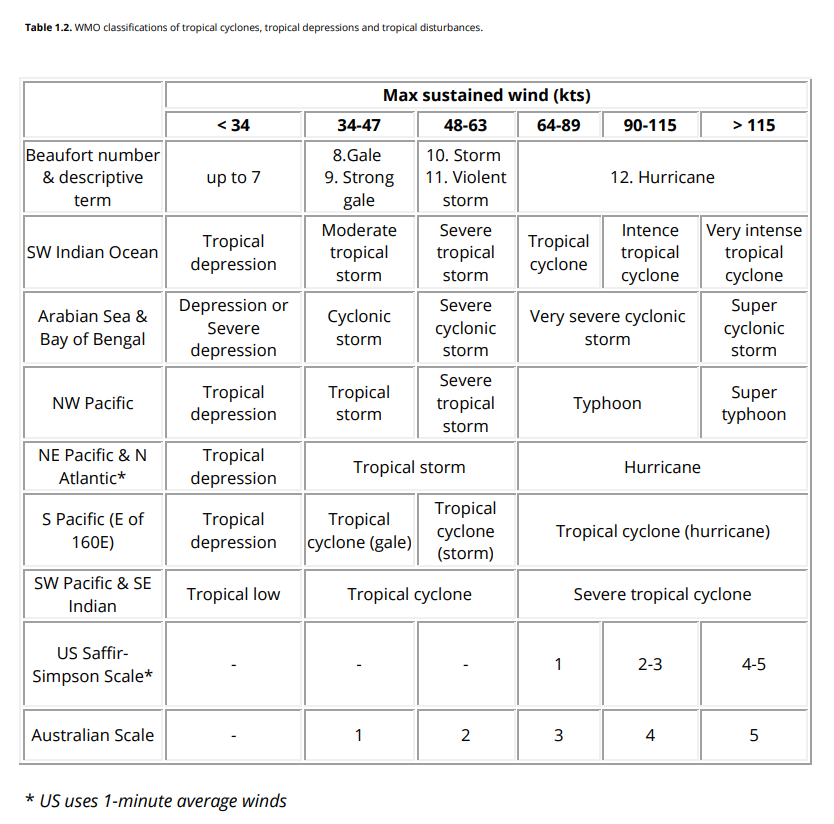 Table 1.2. WMO classifications of tropical cyclones, tropical depressions and tropical disturbances.
Max sustained wind (kts)
< 34 34-47 48-63 64-89 90-115 > 115
Beaufort number
& descriptive
term
up to 7
8.Gale
9. Strong
gale
10. Storm
11. Violent
storm
12. Hurricane
SW Indian Ocean
Tropical
depression
Moderate
tropical
storm
Severe
tropical
storm
Tropical
cyclone
Intence
tropical
cyclone
Very intense
tropical
cyclone
Arabian Sea &
Bay of Bengal
Depression or
Severe
depression
Cyclonic
storm
Severe
cyclonic
storm
Very severe cyclonic
storm
Super
cyclonic
storm
NW Pacific
Tropical
depression
Tropical
storm
Severe
tropical
storm
Typhoon
Super
typhoon
NE Pacific & N
Atlantic*
Tropical
depression
Tropical storm
Hurricane
S Pacific (E of
160E)
Tropical
depression
Tropical
cyclone (gale)
Tropical
cyclone
(storm)
Tropical cyclone (hurricane)
SW Pacific & SE
Indian
Tropical low
Tropical cyclone
Severe tropical cyclone
US Saffir-
Simpson Scale*
- - - 1 2-3 4-5
Australian Scale - 1 2 3 4 5
* US uses 1-minute average winds